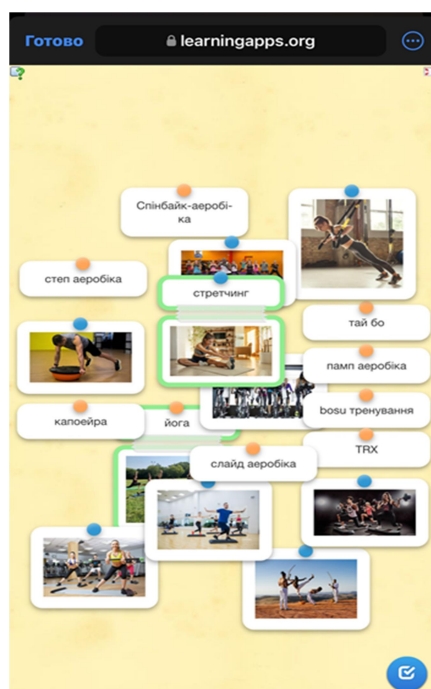 Готово
learningapps.org
Спінбайк-аеробі-
ка
степ аеробіка
стретчинг
тай бо
памп аеробіка
капоейра
йога
bosu тренування
TRX
слайд аеробіка